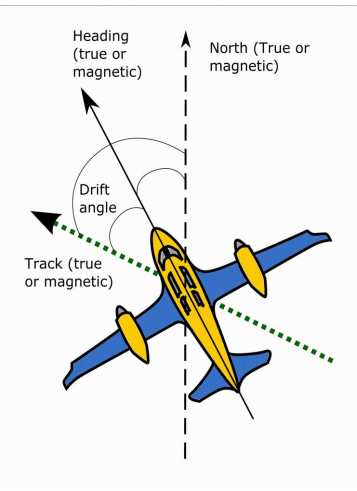 Heading
(true or
magnetic)
North (True or
magnetic)
Drift
angle
Track (true
or magnetic)